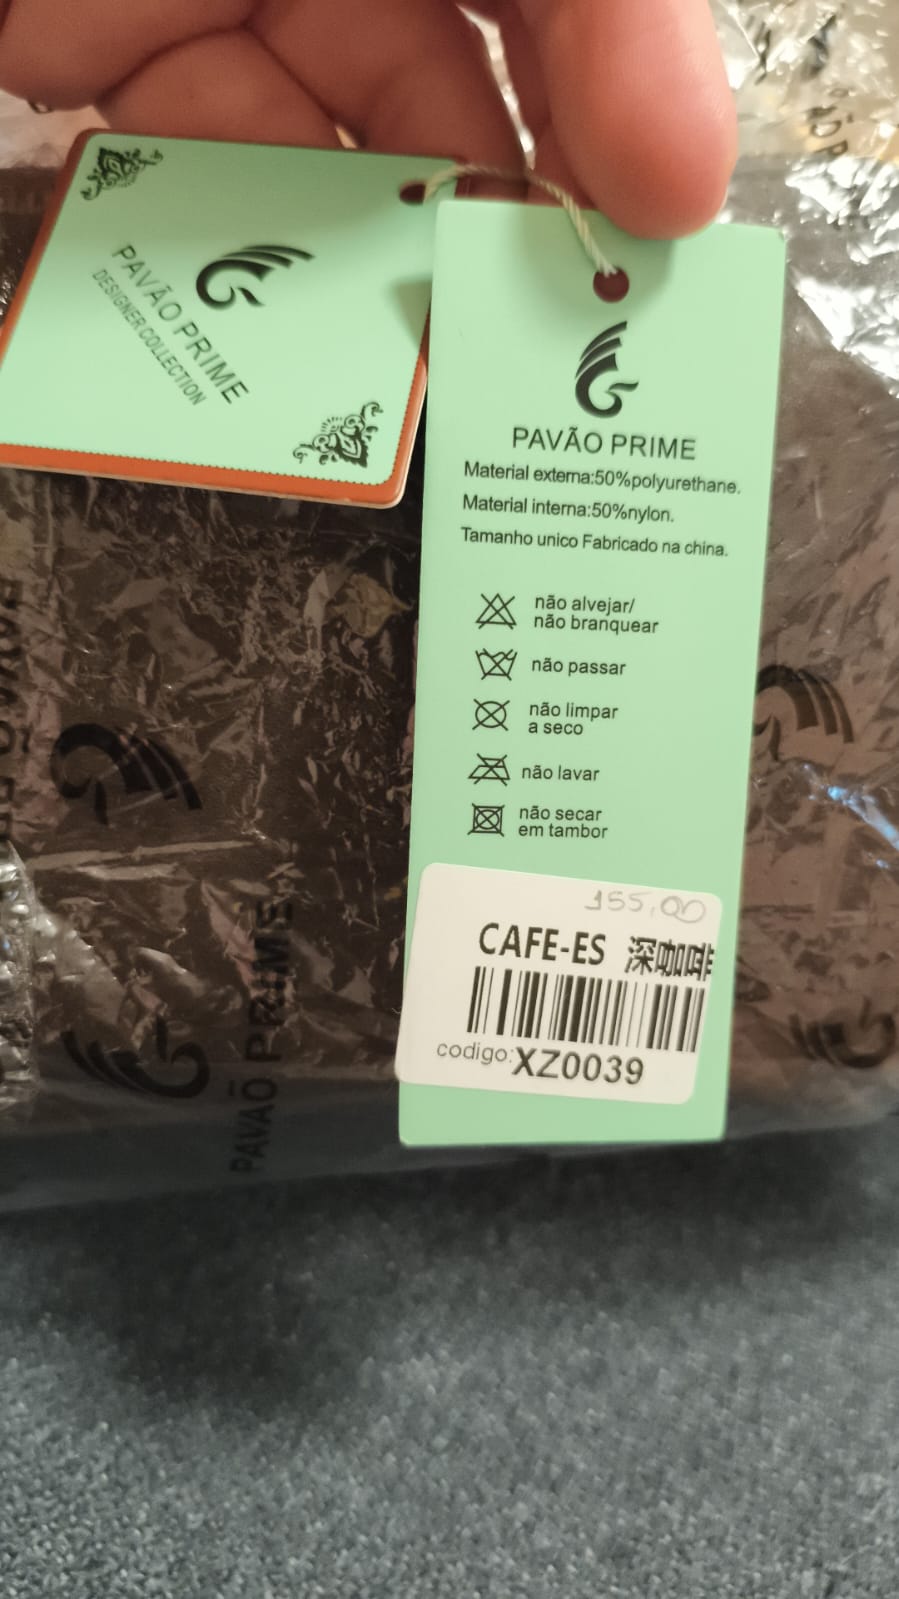 PAVÃO PRIME
DESIGNER COLLECTION
PAVÃO PRIME
Material externa:50%polyurethane.
Material interna:50%nylon.
Tamanho unico Fabricado na china.
não alvejar/
não branquear
não passar
não limpar
a seco
não lavar
não secar
em tambor
155,00
CAFE-ES 深咖啡
codigo:XZ0039
PAVÃO PRIME